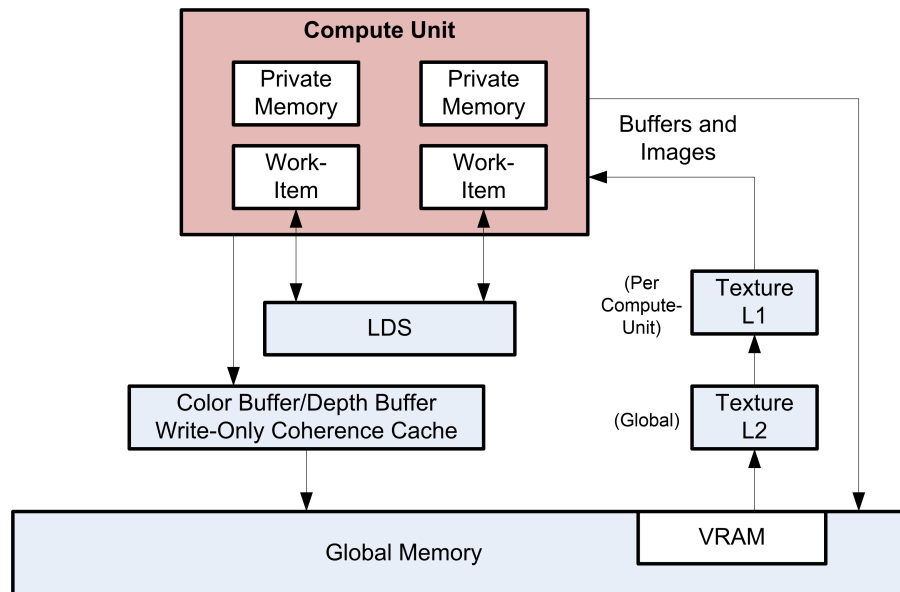 Compute Unit
Private
Memory
Private
Memory
Work-
Item
Work-
Item
Buffers and
Images
(Per
Compute-
Unit)
Texture
L1
LDS
Color Buffer/Depth Buffer
Write-Only Coherence Cache
(Global)
Texture
L2
Global Memory
VRAM